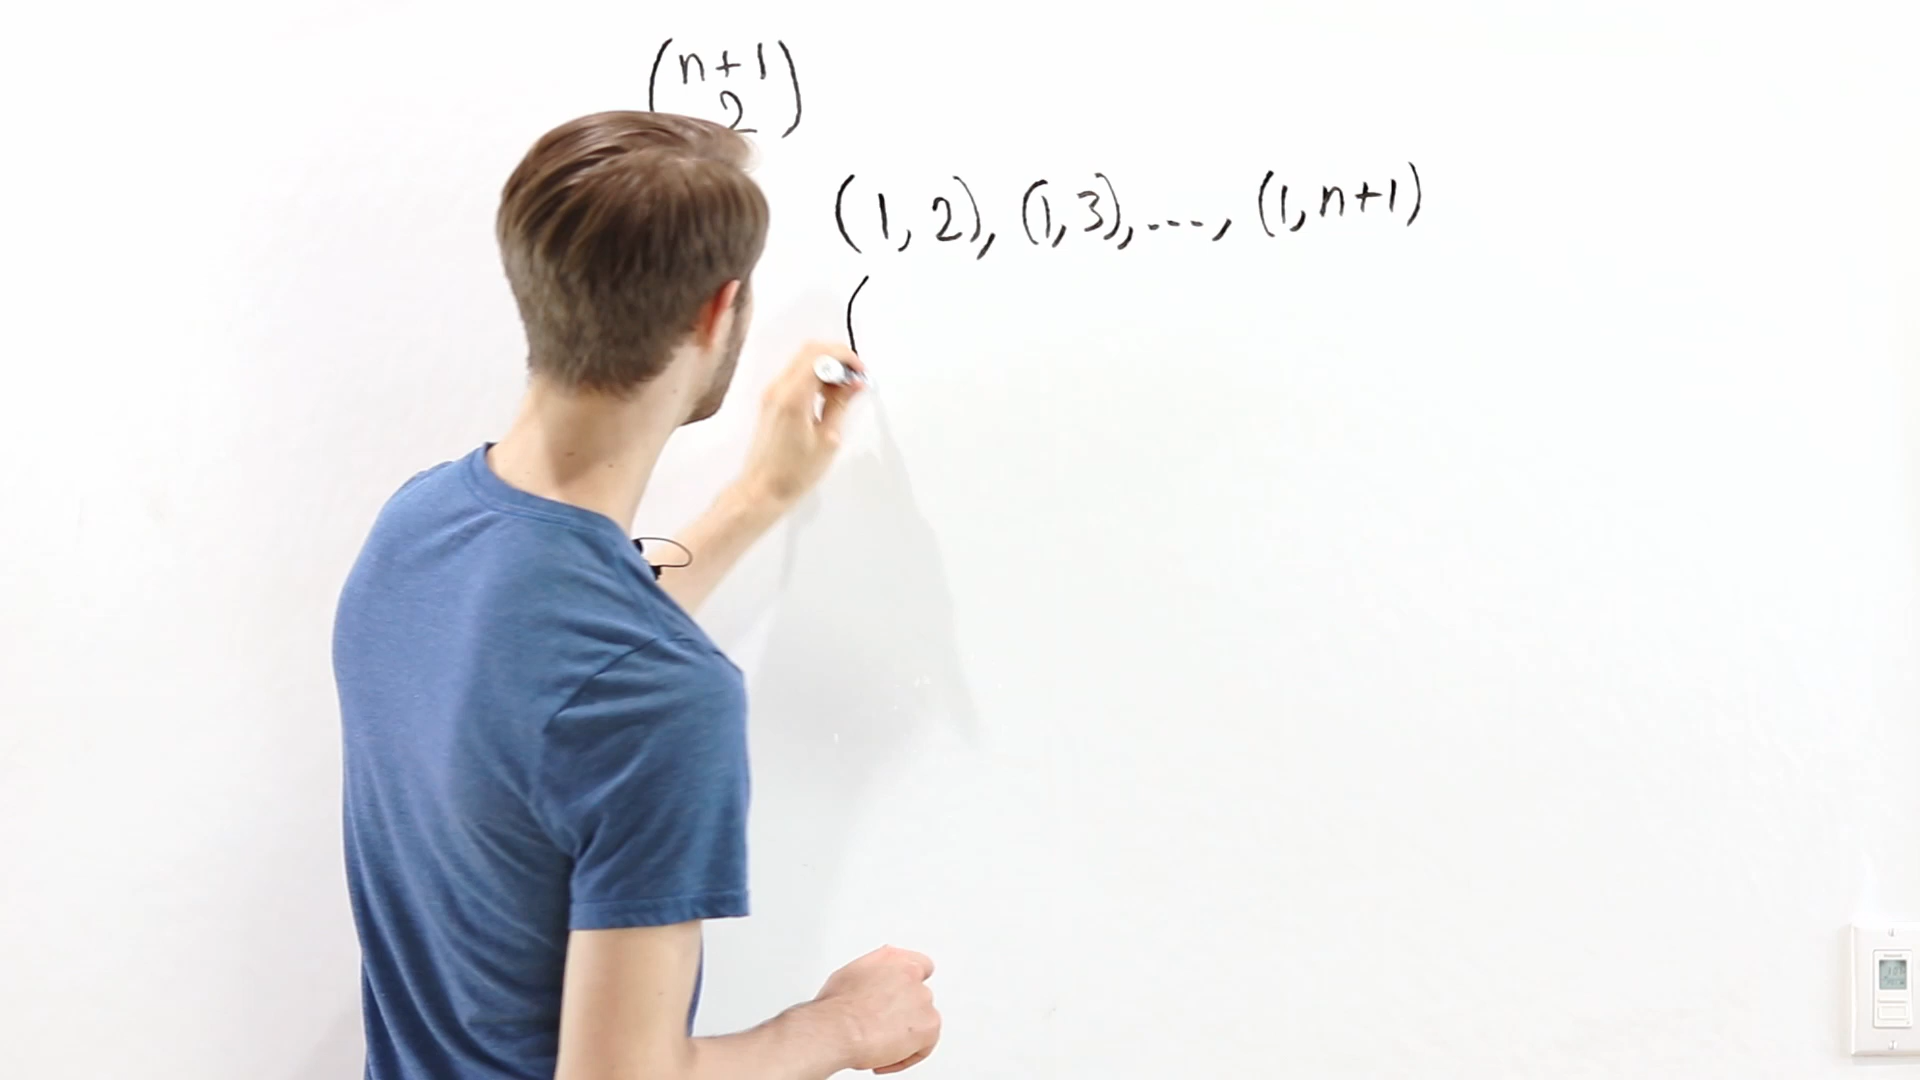 (n+1
2)
(1, 2), (1, 3), ..., (1, n+1)
(